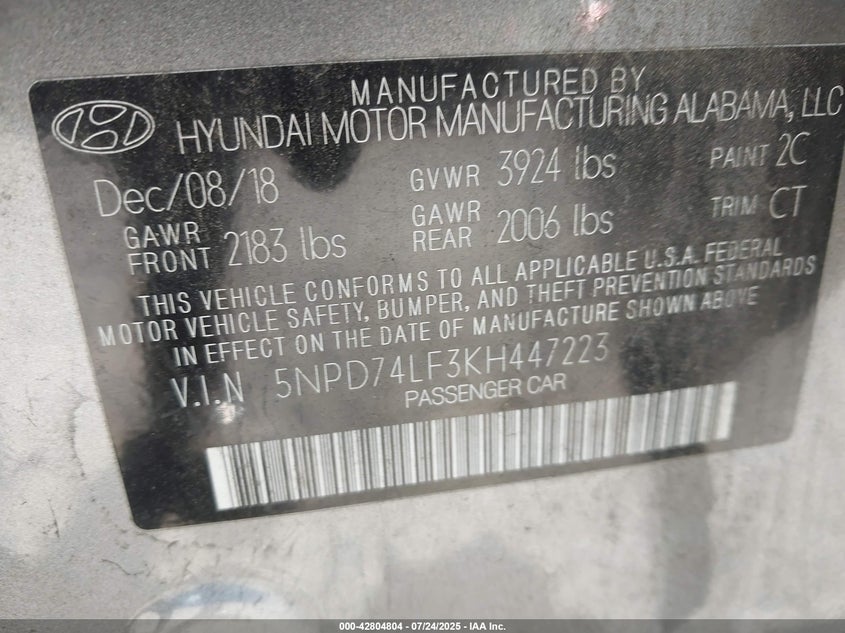 MANUFACTURED BY
HYUNDAI MOTOR MANUFACTURING ALABAMA, LLC
Dec/08/18 GVWR 3924 lbs PAINT 2C
GAWR FRONT 2183 lbs GAWR REAR 2006 lbs TRIM CT
THIS VEHICLE CONFORMS TO ALL APPLICABLE U.S.A. FEDERAL
MOTOR VEHICLE SAFETY, BUMPER, AND THEFT PREVENTION STANDARDS
IN EFFECT ON THE DATE OF MANUFACTURE SHOWN ABOVE
V.I.N 5NPD74LF3KH447223
PASSENGER CAR
000-42804804 - 07/24/2025 - IAA Inc.